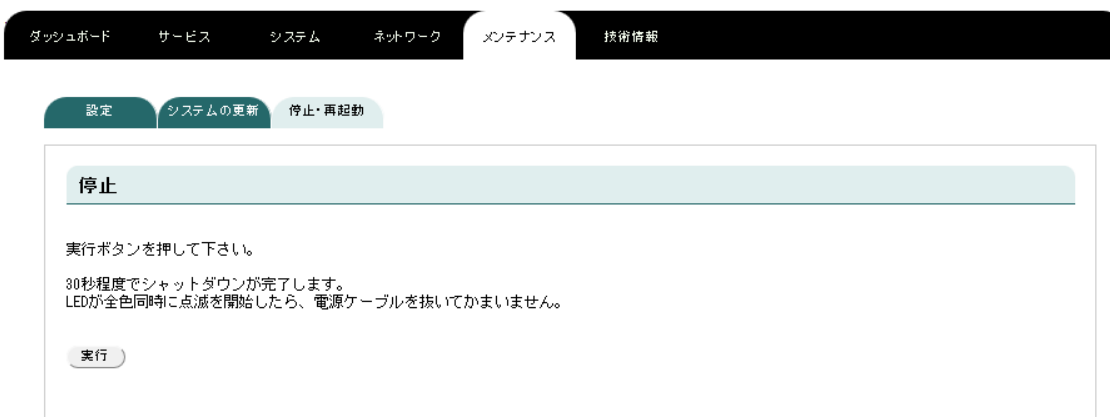 ダッシュボード サービス システム ネットワーク メンテナンス 技術情報
設定 システムの更新 停止・再起動
停止
実行ボタンを押して下さい。
30秒程度でシャットダウンが完了します。
LEDが全色同時に点滅を開始したら、電源ケーブルを抜いてかまいません。
実行